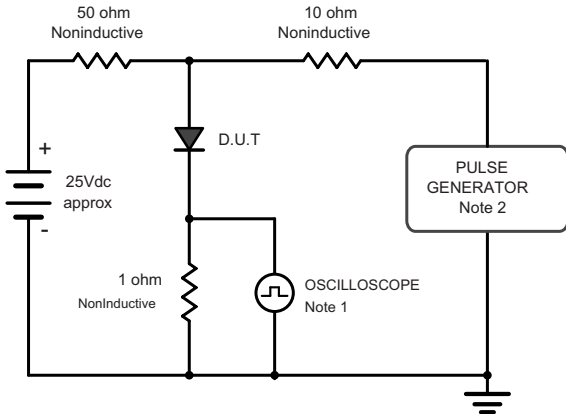 50 ohm
Noninductive
10 ohm
Noninductive
D.U.T
+
25Vdc
approx
-
PULSE
GENERATOR
Note 2
1 ohm
NonInductive
OSCILLOSCOPE
Note 1